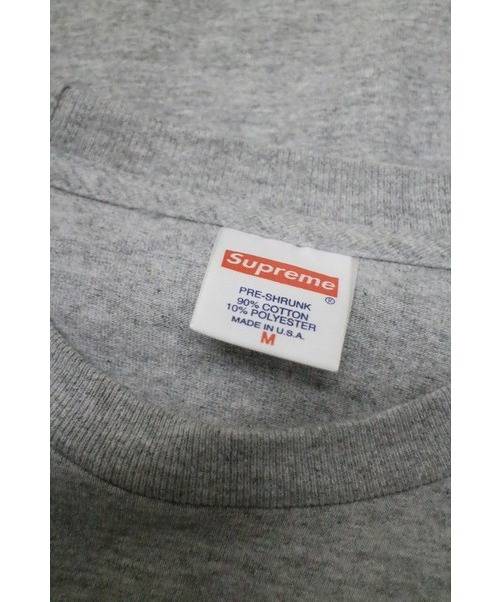 Supreme
®
PRE-SHRUNK
90% COTTON
10% POLYESTER
MADE IN U.S.A.
M